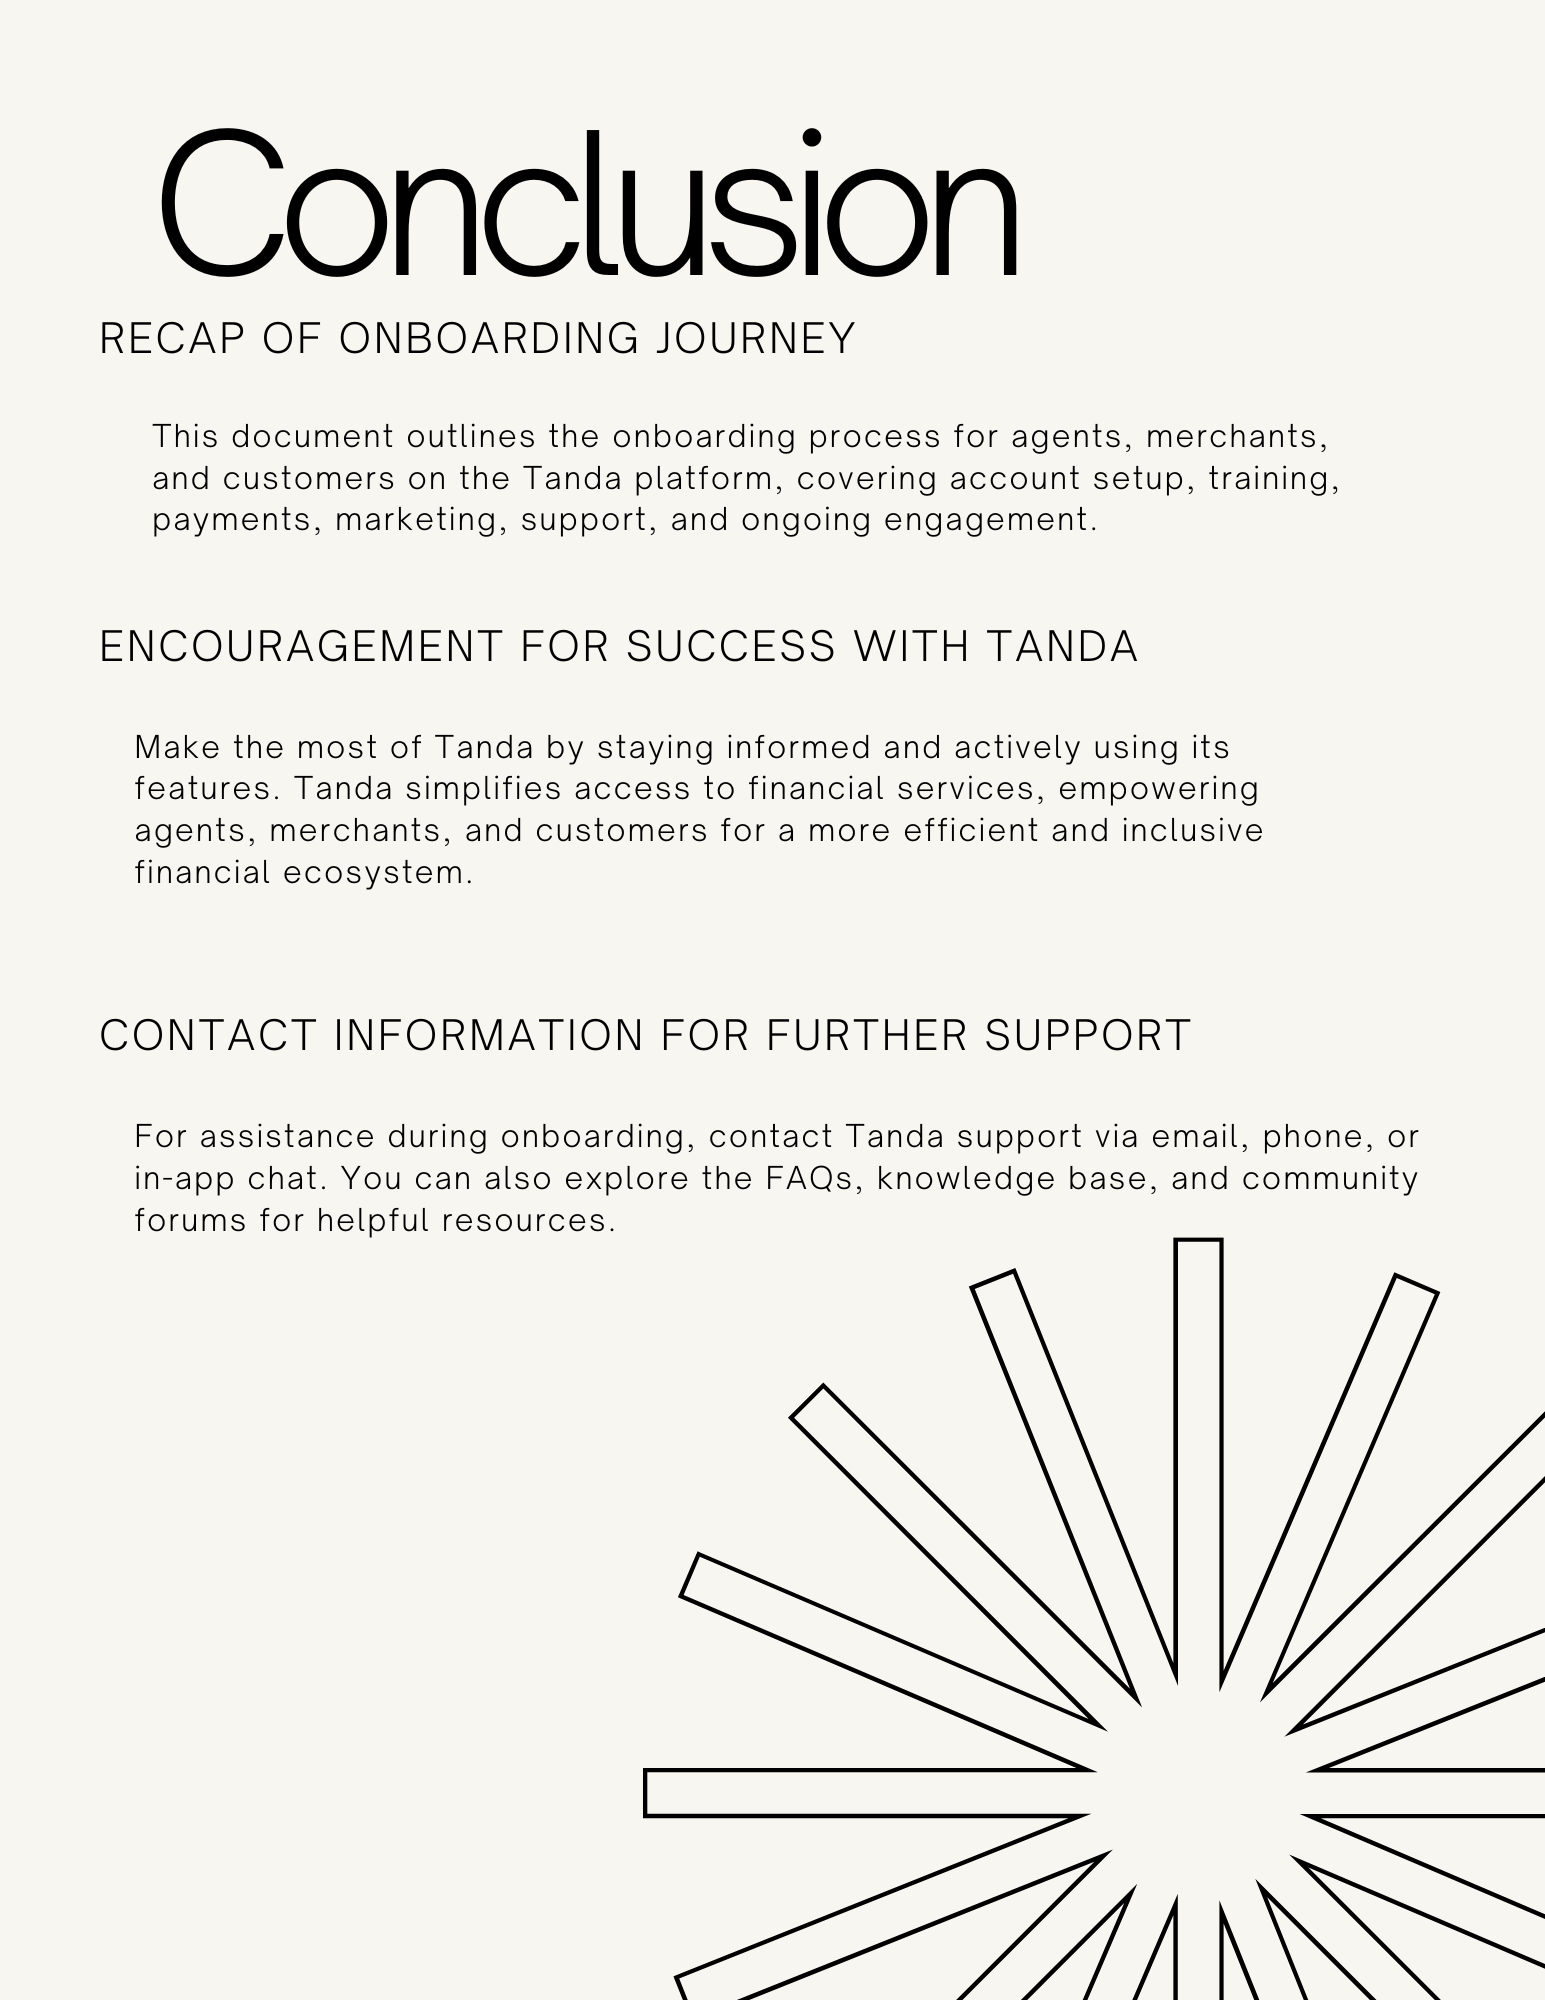 Conclusion
RECAP OF ONBOARDING JOURNEY
This document outlines the onboarding process for agents, merchants,
and customers on the Tanda platform, covering account setup, training,
payments, marketing, support, and ongoing engagement.
ENCOURAGEMENT FOR SUCCESS WITH TANDA
Make the most of Tanda by staying informed and actively using its
features. Tanda simplifies access to financial services, empowering
agents, merchants, and customers for a more efficient and inclusive
financial ecosystem.
CONTACT INFORMATION FOR FURTHER SUPPORT
For assistance during onboarding, contact Tanda support via email, phone, or
in-app chat. You can also explore the FAQs, knowledge base, and community
forums for helpful resources.